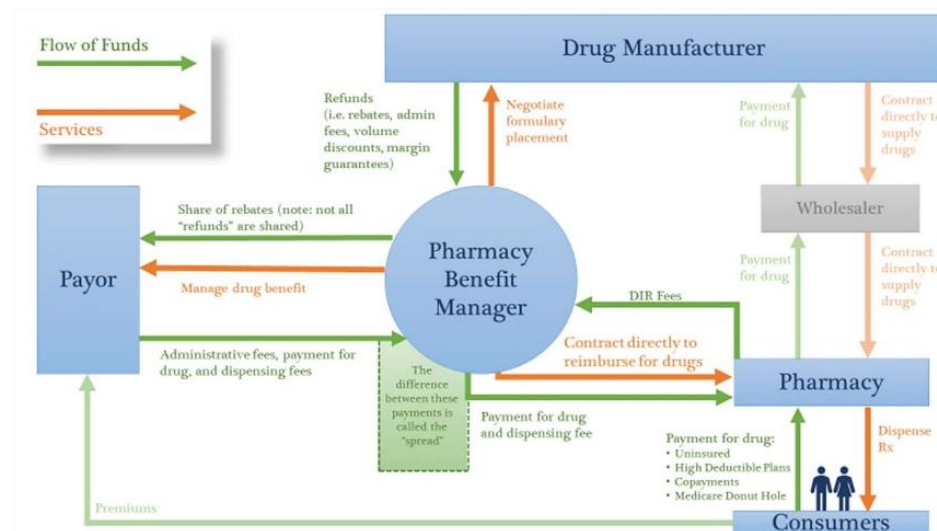 Flow of Funds
Services
Drug Manufacturer
Refunds
(i.e. rebates, admin
fees, volume
discounts, margin
guarantees)
Negotiate
formulary
placement
Payment
for drug
Contract
directly to
supply
drugs
Wholesaler
Share of rebates (note: not all
"refunds" are shared)
Payor
Manage drug benefit
Pharmacy
Benefit
Manager
Payment
for drug
Contract
directly to
supply
drugs
DIR Fees
Administrative fees, payment for
drug, and dispensing fees
The
difference
between these
payments is
called the
"spread"
Contract directly to
reimburse for drugs
Pharmacy
Payment for drug
and dispensing fee
Payment for drug:
• Uninsured
• High Deductible Plans
• Copayments
• Medicare Donut Hole
Dispense
Rx
Premiums
Consumers